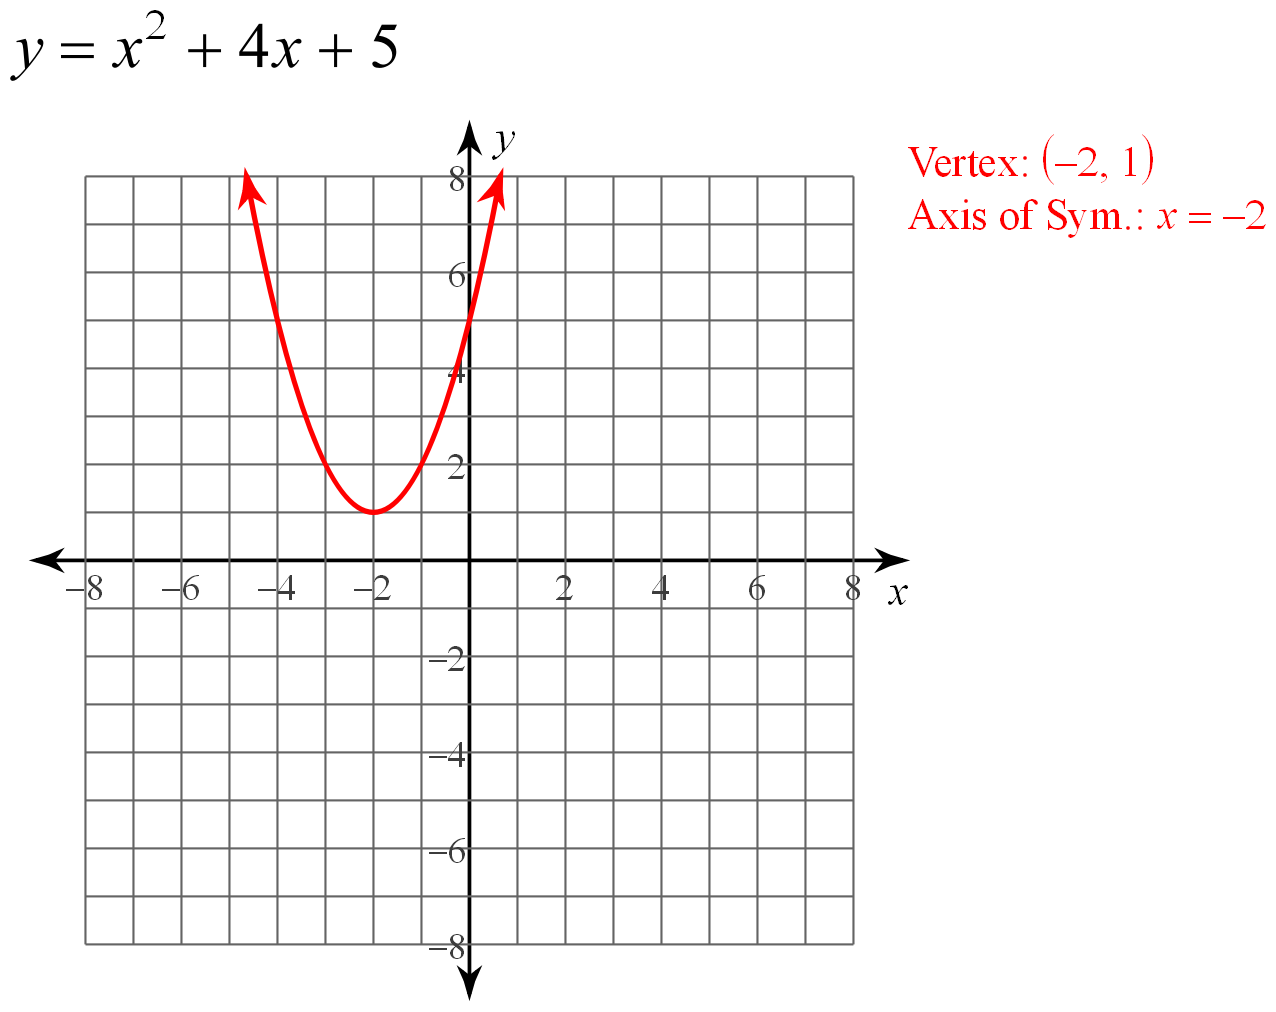 y = x² + 4x + 5
y
Vertex: (–2, 1)
Axis of Sym.: x = –2
8
6
4
2
–8 –6 –4 –2 2 4 6 8 x
–2
–4
–6
–8